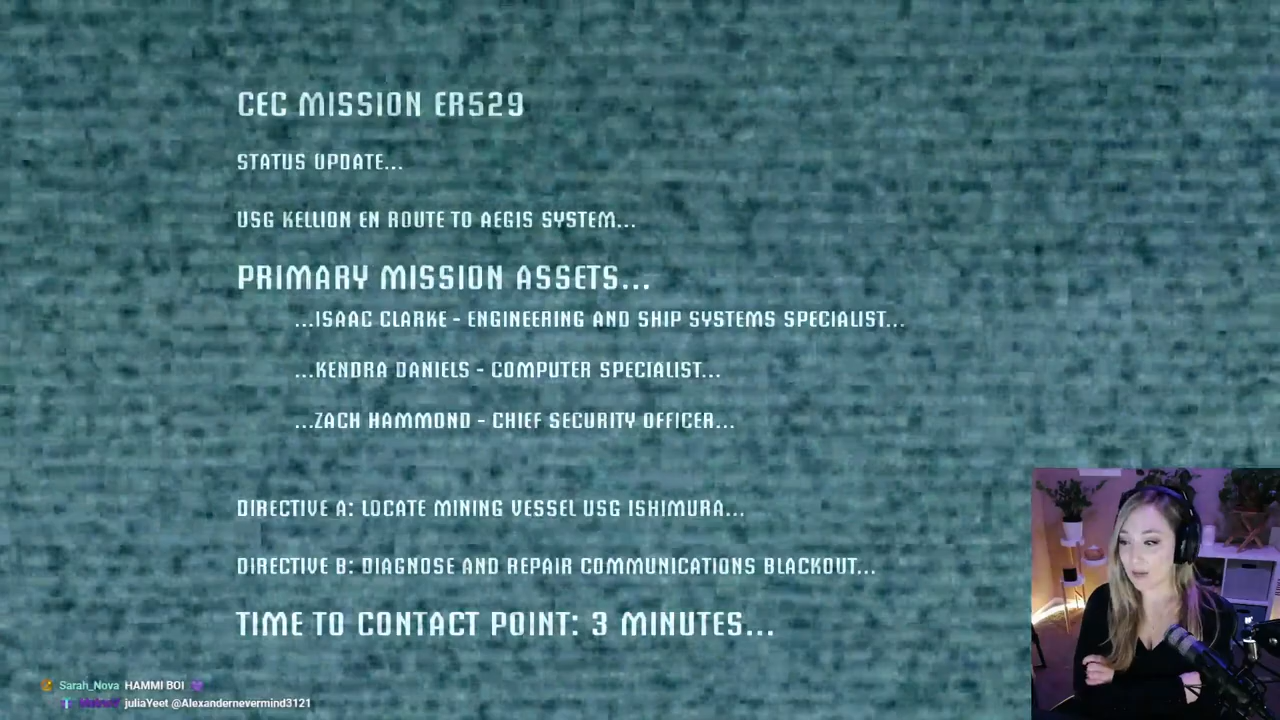 CEC MISSION ER529
STATUS UPDATE...
USG KELLION EN ROUTE TO AEGIS SYSTEM...
PRIMARY MISSION ASSETS...
...ISAAC CLARKE - ENGINEERING AND SHIP SYSTEMS SPECIALIST...
...KENDRA DANIELS - COMPUTER SPECIALIST...
...ZACH HAMMOND - CHIEF SECURITY OFFICER...
DIRECTIVE A: LOCATE MINING VESSEL USG ISHIMURA...
DIRECTIVE B: DIAGNOSE AND REPAIR COMMUNICATIONS BLACKOUT...
TIME TO CONTACT POINT: 3 MINUTES...
Sarah_Nova HAMMI BOI
juliaYeet @Alexandernevermind3121